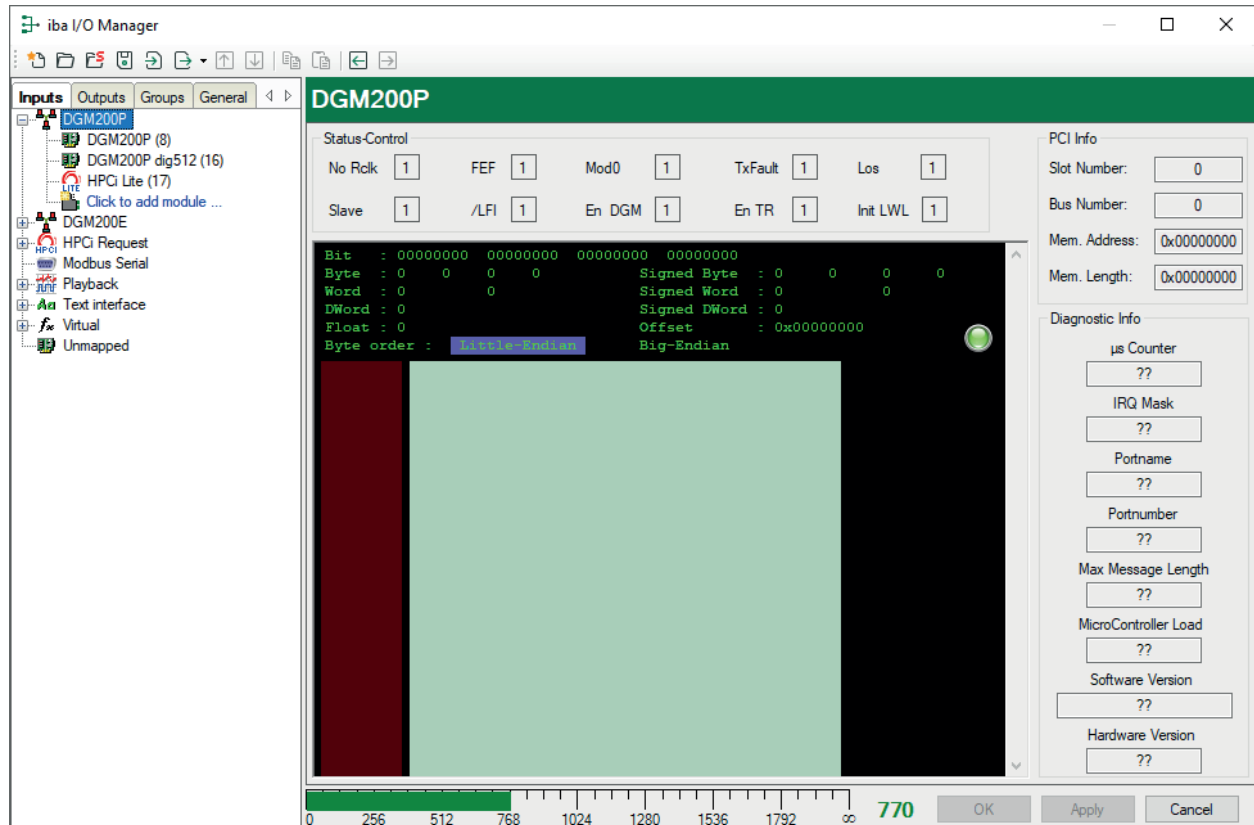 iba I/O Manager
Inputs Outputs Groups General
DGM200P
DGM200P (8)
DGM200P dig512 (16)
HPCi Lite (17)
Click to add module ...
DGM200E
HPCi Request
Modbus Serial
Playback
Text interface
Virtual
Unmapped
DGM200P
Status-Control
No Rclk 1 FEF 1 Mod0 1 TxFault 1 Los 1
Slave 1 /LFI 1 En DGM 1 En TR 1 Init LWL 1
Bit : 00000000 00000000 00000000 00000000
Byte : 0 0 0 0 Signed Byte : 0 0 0 0
Word : 0 0 Signed Word : 0 0
DWord : 0 Signed DWord : 0
Float : 0 Offset : 0x00000000
Byte order : Little-Endian Big-Endian
PCI Info
Slot Number: 0
Bus Number: 0
Mem. Address: 0x00000000
Mem. Length: 0x00000000
Diagnostic Info
µs Counter
??
IRQ Mask
??
Portname
??
Portnumber
??
Max Message Length
??
MicroController Load
??
Software Version
??
Hardware Version
??
0 256 512 768 1024 1280 1536 1792 ∞
770 OK Apply Cancel